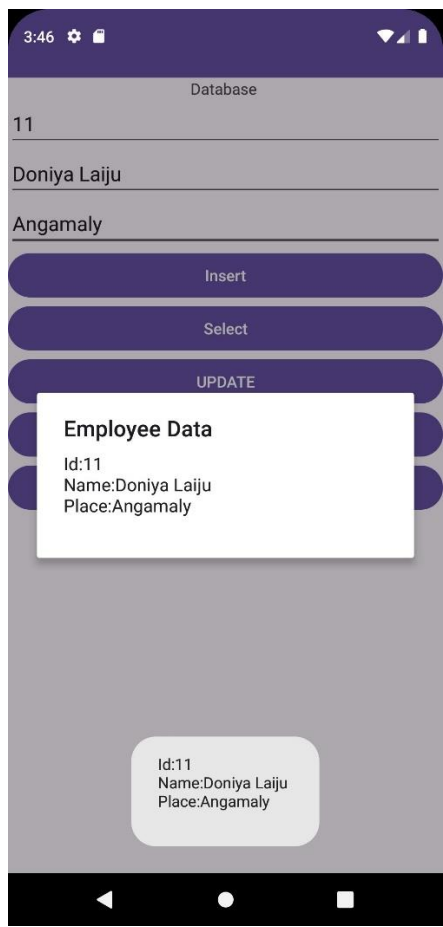 3:46
Database
11
Doniya Laiju
Angamaly
Insert
Select
UPDATE
Employee Data
Id:11
Name:Doniya Laiju
Place:Angamaly
Id:11
Name:Doniya Laiju
Place:Angamaly